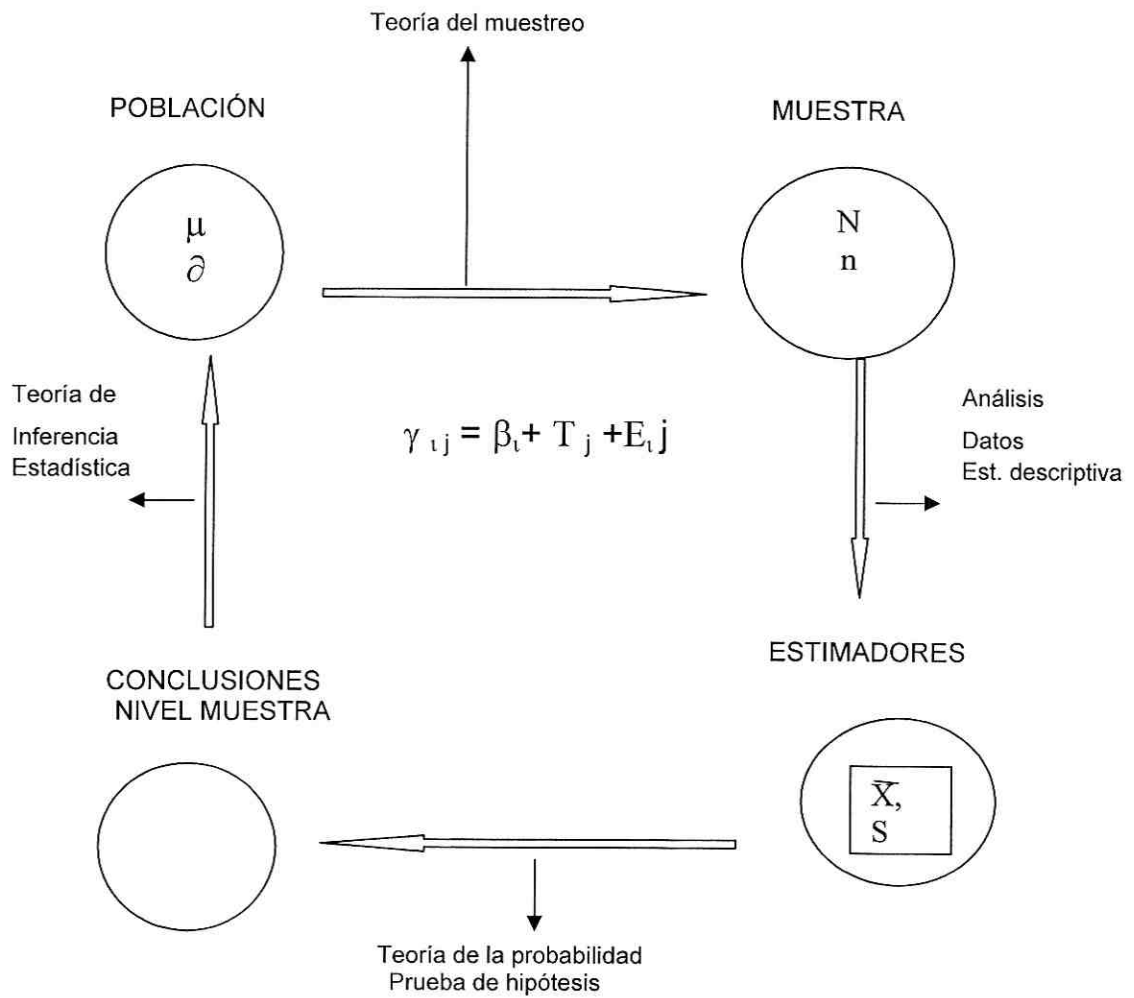 Teoría del muestreo
POBLACIÓN
MUESTRA
μ
∂
N
n
Teoría de
Inferencia
Estadística
γ ι j = βι+ T j +Eι j
Análisis
Datos
Est. descriptiva
CONCLUSIONES
NIVEL MUESTRA
ESTIMADORES
X̅,
S
Teoría de la probabilidad
Prueba de hipótesis